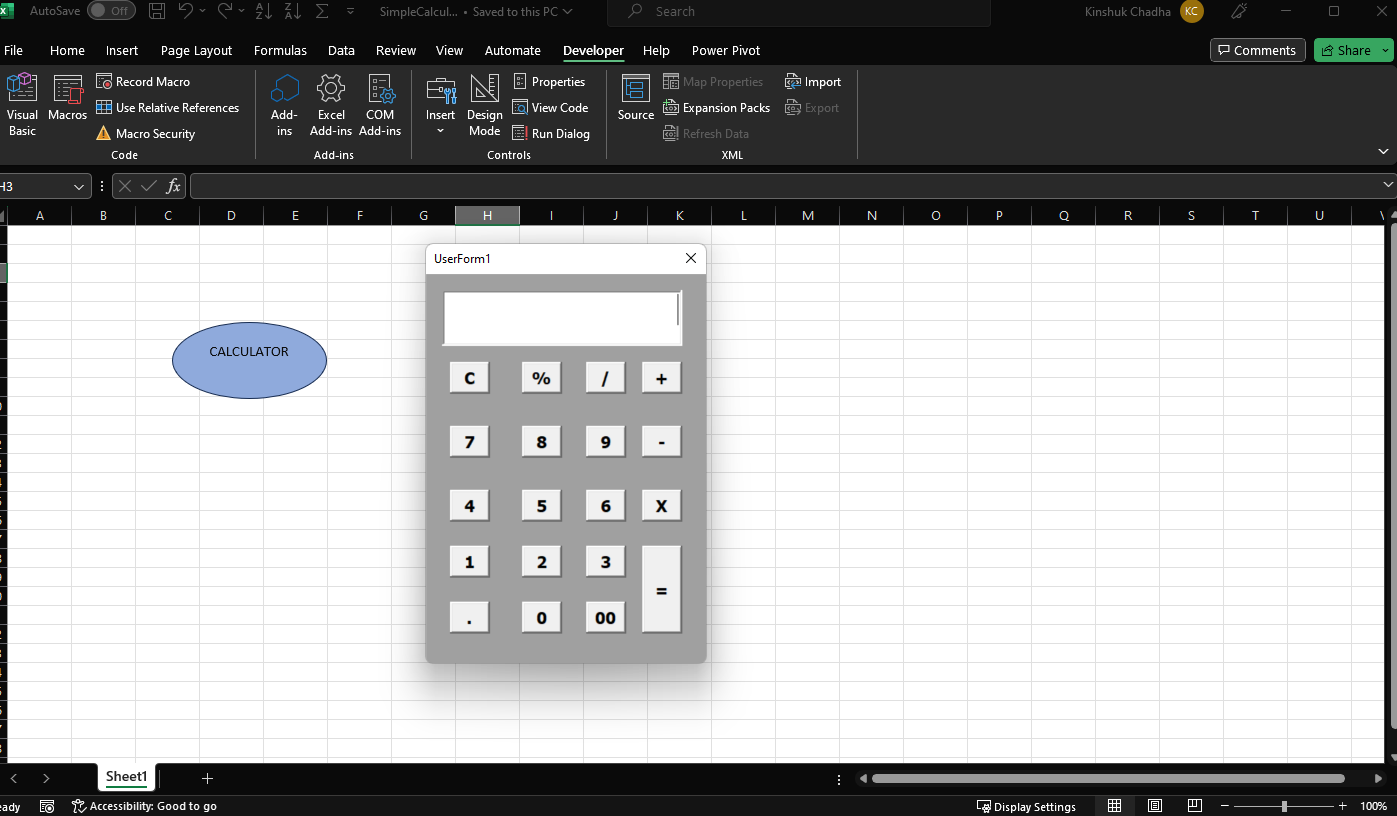 AutoSave Off SimpleCalcul... • Saved to this PC Search Kinshuk Chadha KC
File Home Insert Page Layout Formulas Data Review View Automate Developer Help Power Pivot Comments Share
Visual Basic
Macros
Record Macro
Use Relative References
Macro Security
Code
Add-ins
Excel Add-ins
COM Add-ins
Add-ins
Insert
Design Mode
Properties
View Code
Run Dialog
Controls
Source
Map Properties
Expansion Packs
Refresh Data
Import
Export
XML
H3 fx
A B C D E F G H I J K L M N O P Q R S T U
UserForm1
CALCULATOR
C % / +
7 8 9 -
4 5 6 X
1 2 3
=
. 0 00
Sheet1
Accessibility: Good to go Display Settings 100%